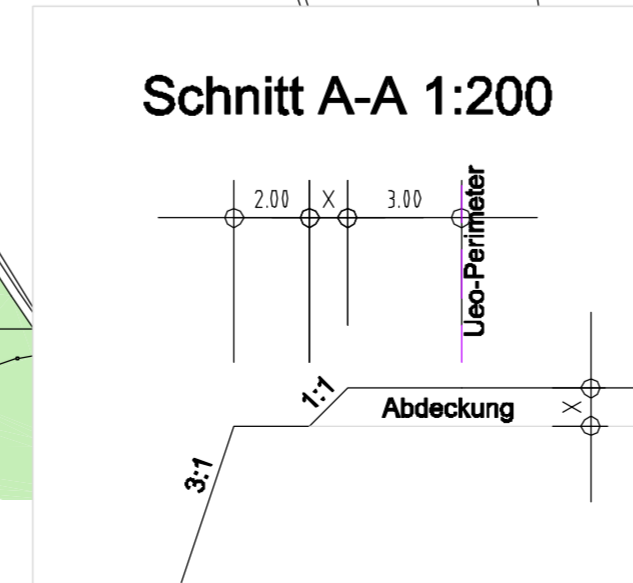 Schnitt A-A 1:200
2.00 X 3.00
Ueo-Perimeter
1:1
Abdeckung
X
3:1